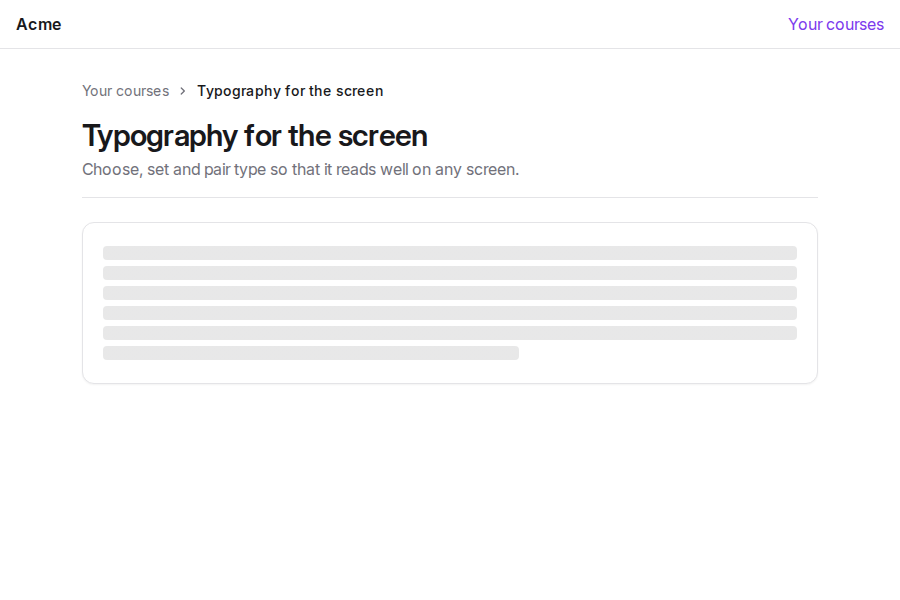 Acme
Your courses
Your courses > Typography for the screen
Typography for the screen
Choose, set and pair type so that it reads well on any screen.